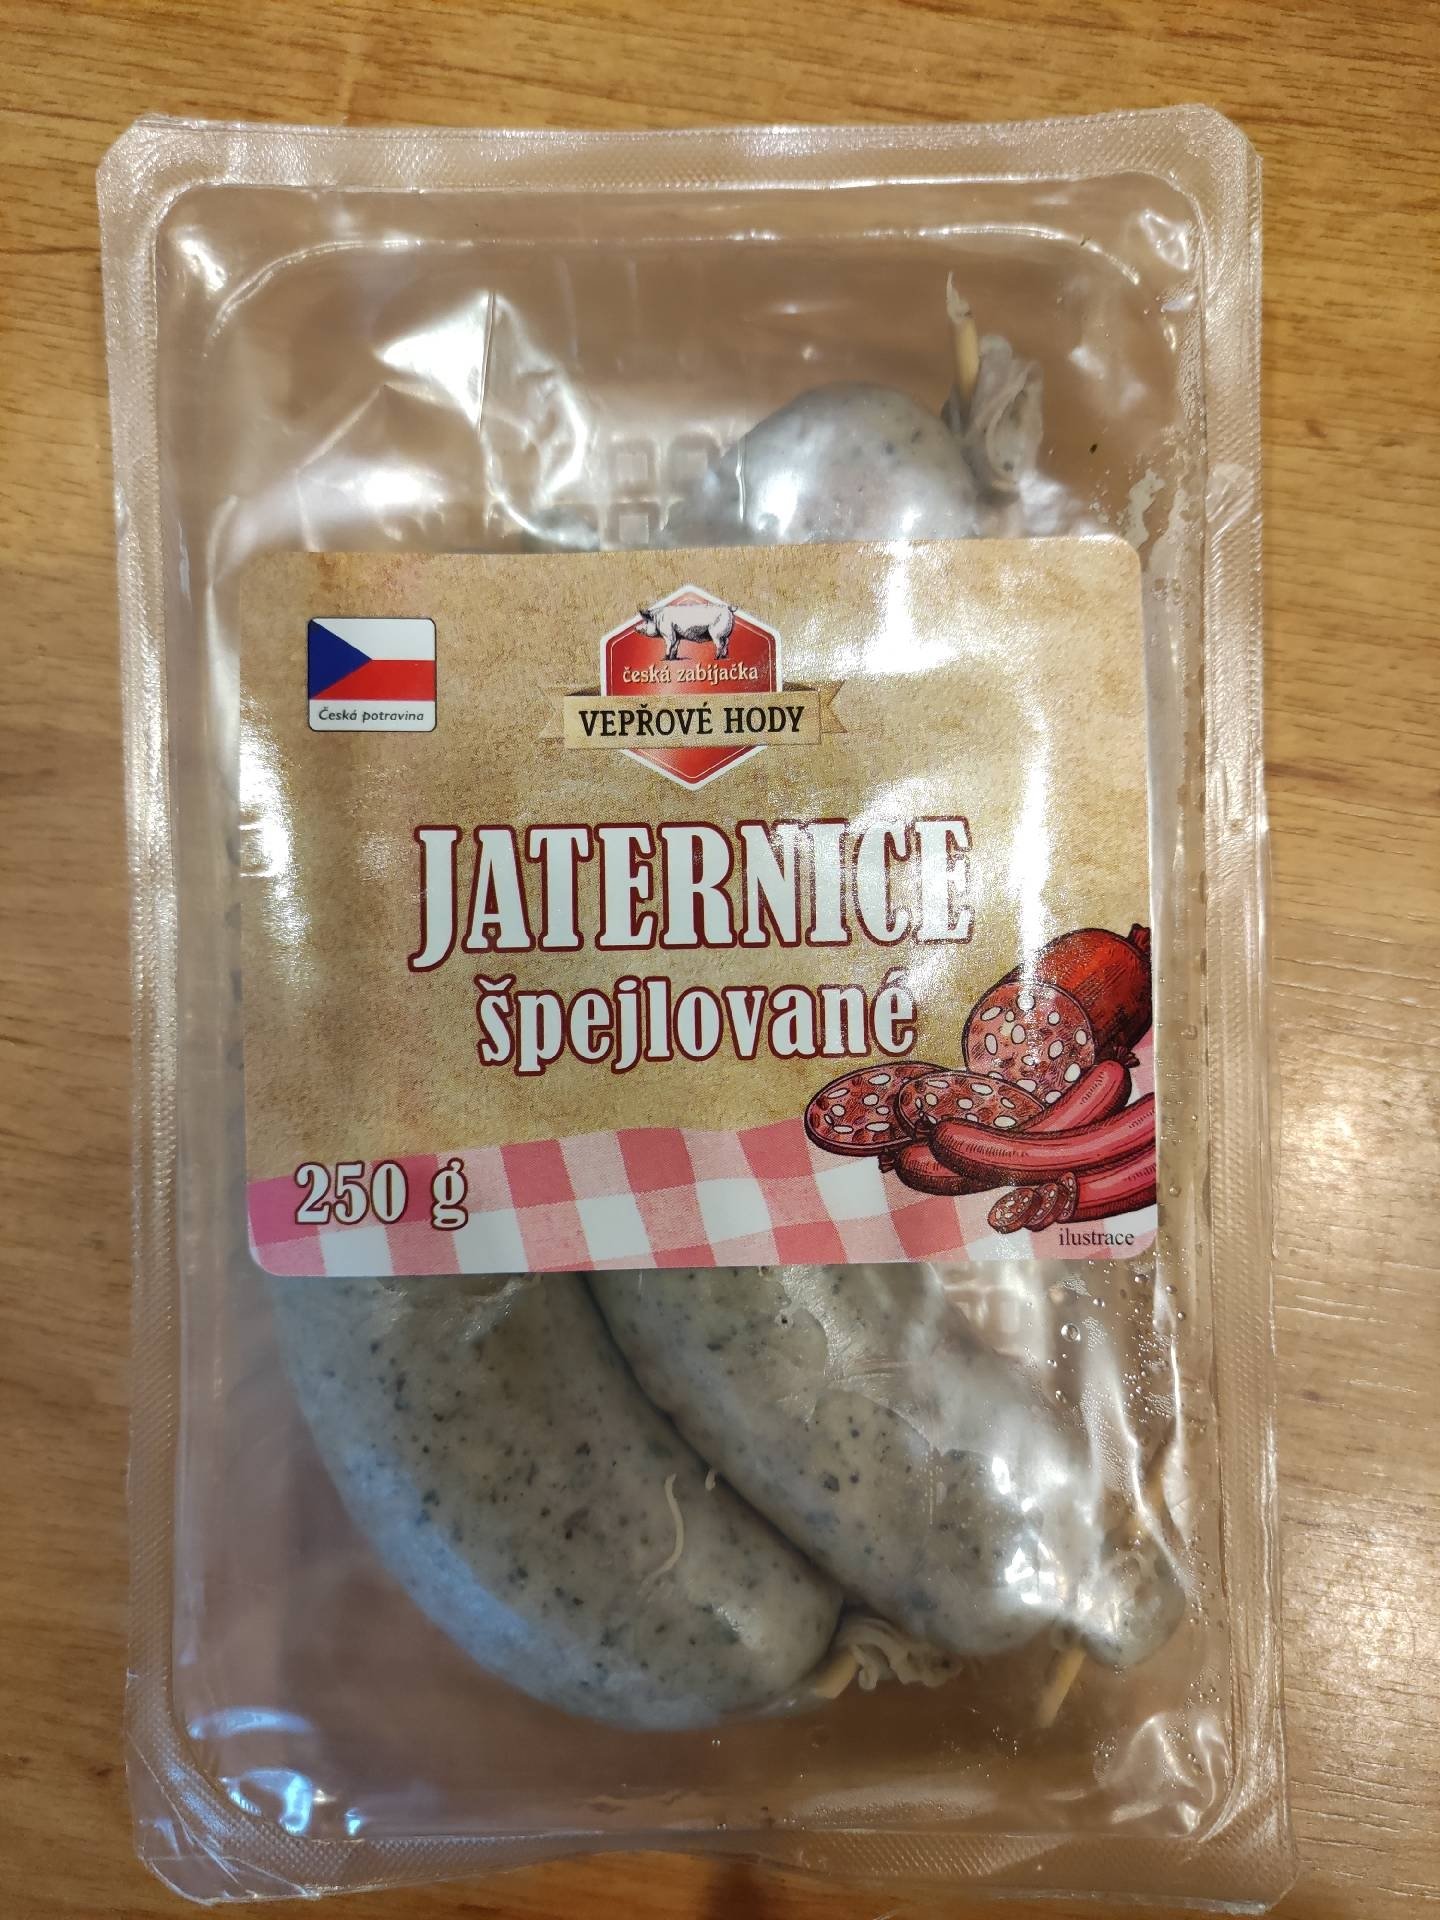 česká zabijačka
VEPŘOVÉ HODY
Česká potravina
JATERNICE
špejlované
250 g
ilustrace